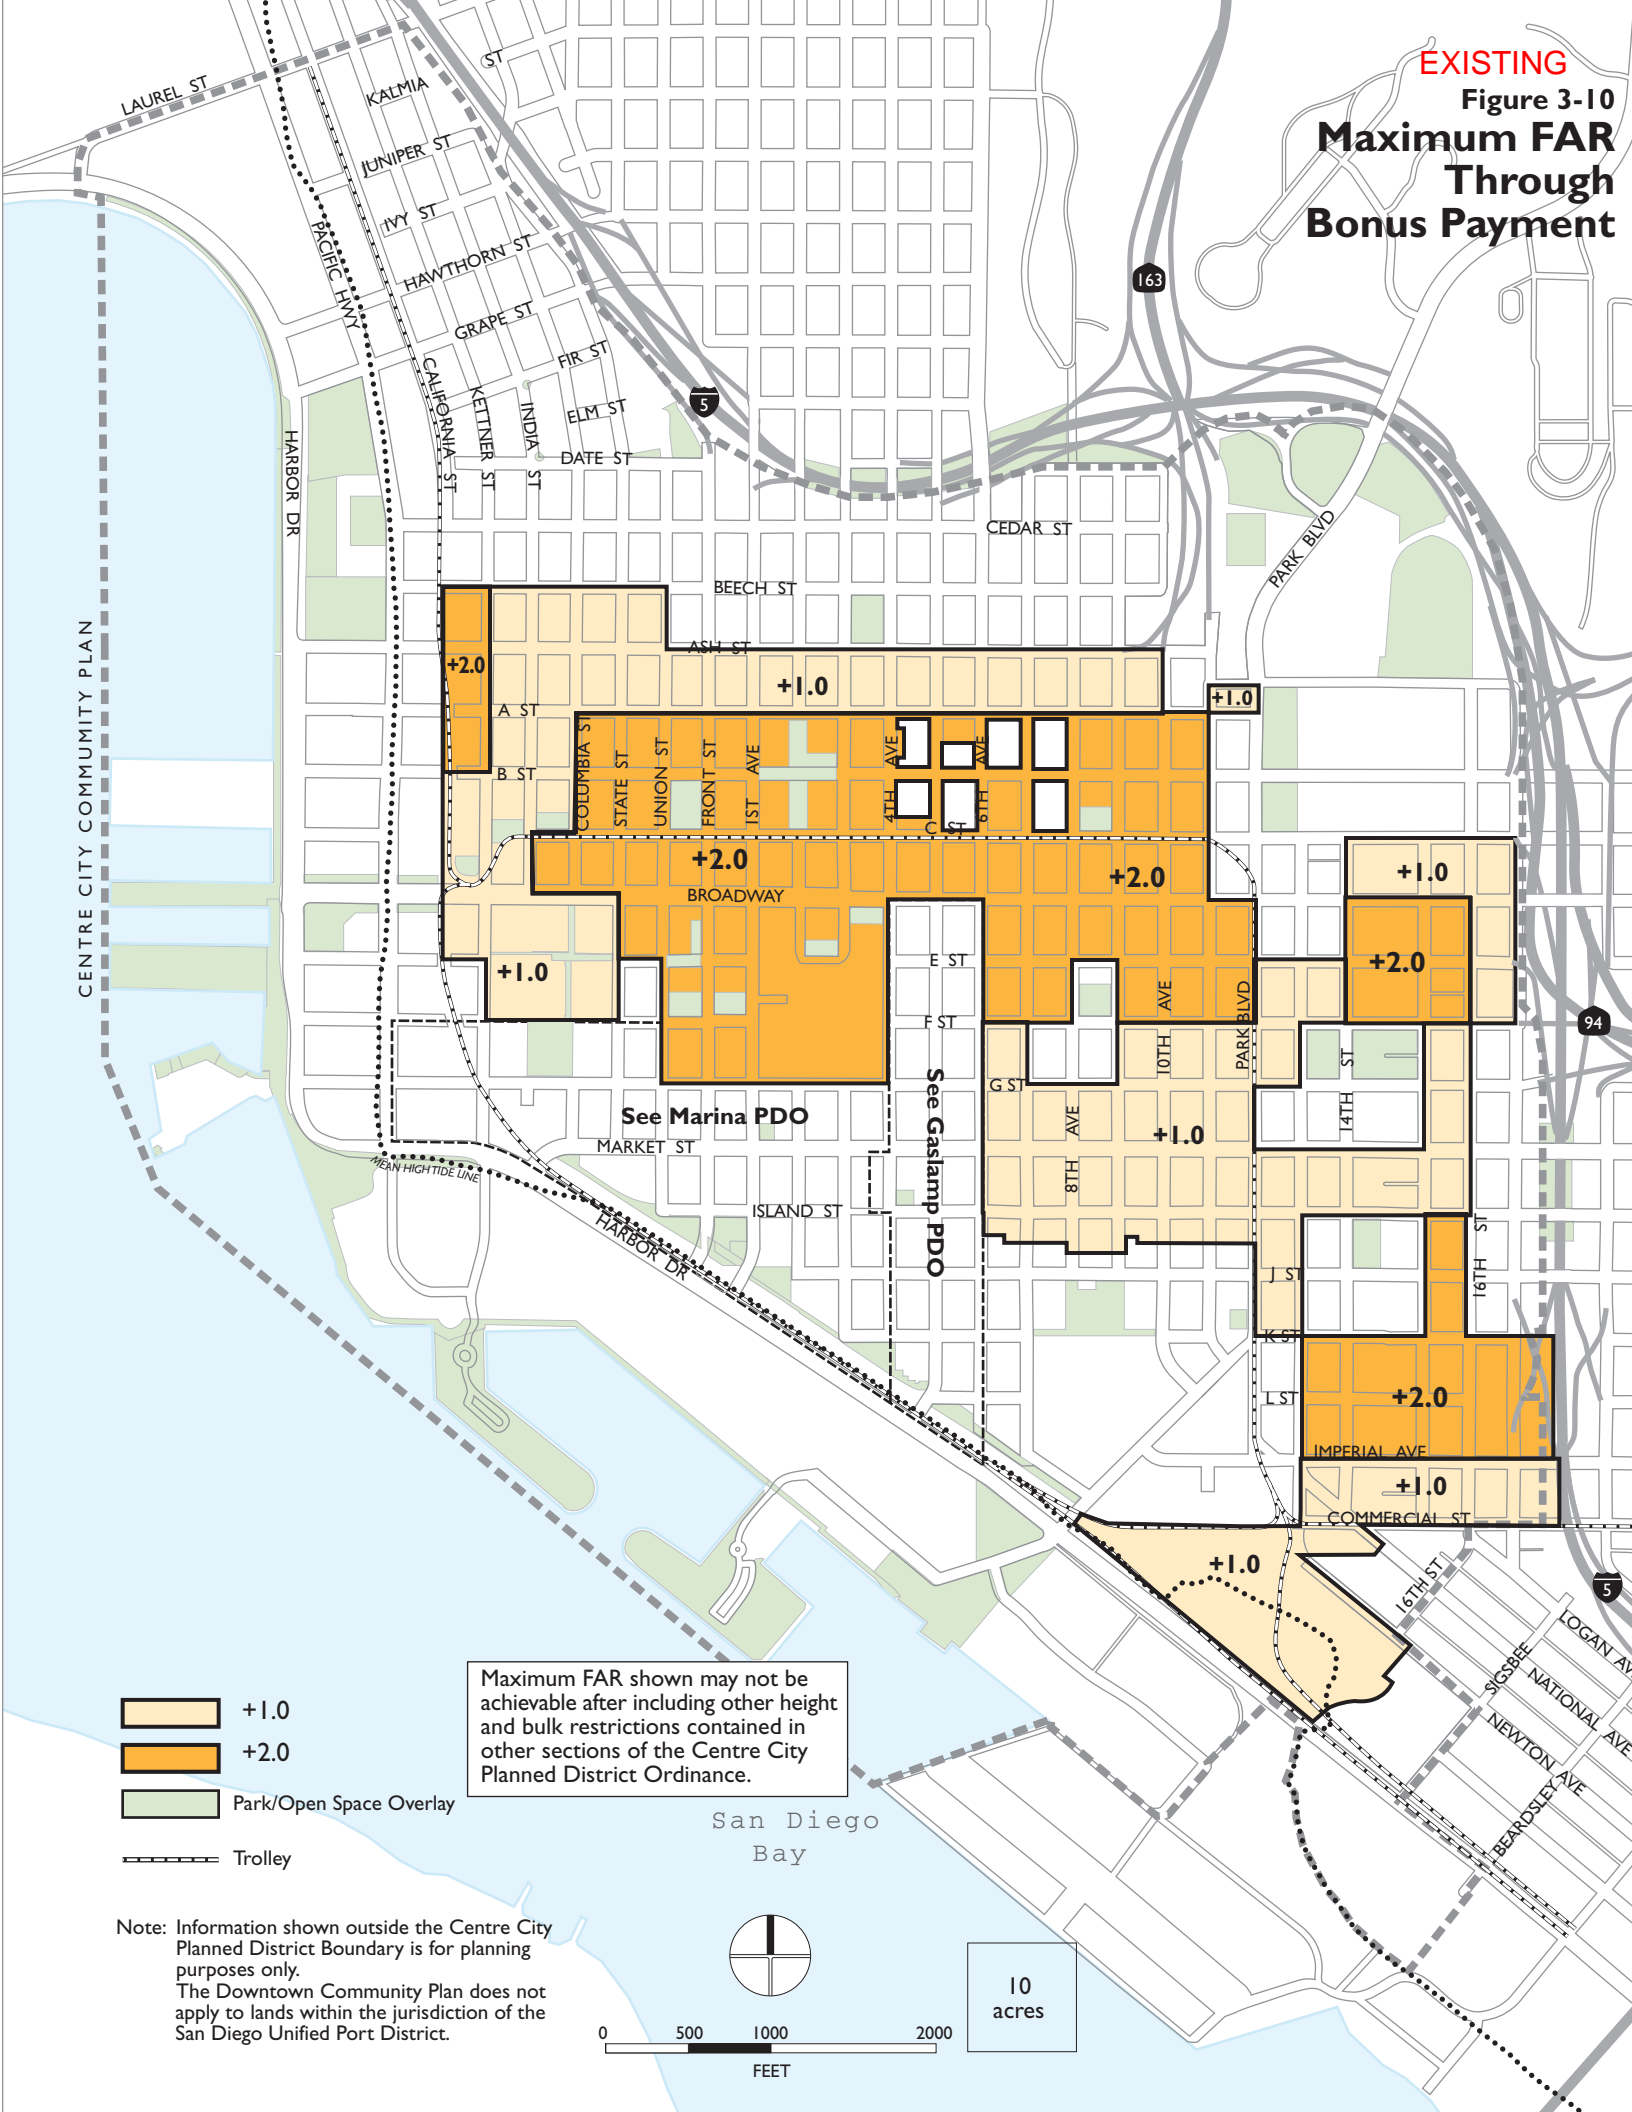 EXISTING
Figure 3-10
Maximum FAR
Through
Bonus Payment
LAUREL ST
KALMIA
ST
JUNIPER ST
IVY ST
HAWTHORN ST
GRAPE ST
FIR ST
ELM ST
DATE ST
CEDAR ST
BEECH ST
ASH ST
A ST
B ST
C ST
BROADWAY
E ST
F ST
G ST
MARKET ST
ISLAND ST
J ST
K ST
L ST
IMPERIAL AVE
COMMERCIAL ST
PACIFIC HWY
CALIFORNIA ST
KETTNER ST
INDIA ST
HARBOR DR
COLUMBIA ST
STATE ST
UNION ST
FRONT ST
1ST AVE
4TH AVE
6TH AVE
8TH AVE
10TH AVE
PARK BLVD
PARK BLVD
14TH ST
16TH ST
16TH ST
SIGSBEE
BEARDSLEY
LOGAN AV
NATIONAL AVE
NEWTON AVE
HARBOR DR
MEAN HIGH TIDE LINE
CENTRE CITY COMMUNITY PLAN
163
5
94
5
+2.0
+1.0
+1.0
+2.0
+2.0
+1.0
+1.0
+2.0
+1.0
+2.0
+1.0
+1.0
See Marina PDO
See Gaslamp PDO
+1.0
+2.0
Park/Open Space Overlay
Trolley
Maximum FAR shown may not be
achievable after including other height
and bulk restrictions contained in
other sections of the Centre City
Planned District Ordinance.
San Diego
Bay
Note: Information shown outside the Centre City
Planned District Boundary is for planning
purposes only.
The Downtown Community Plan does not
apply to lands within the jurisdiction of the
San Diego Unified Port District.
0 500 1000 2000
FEET
10
acres